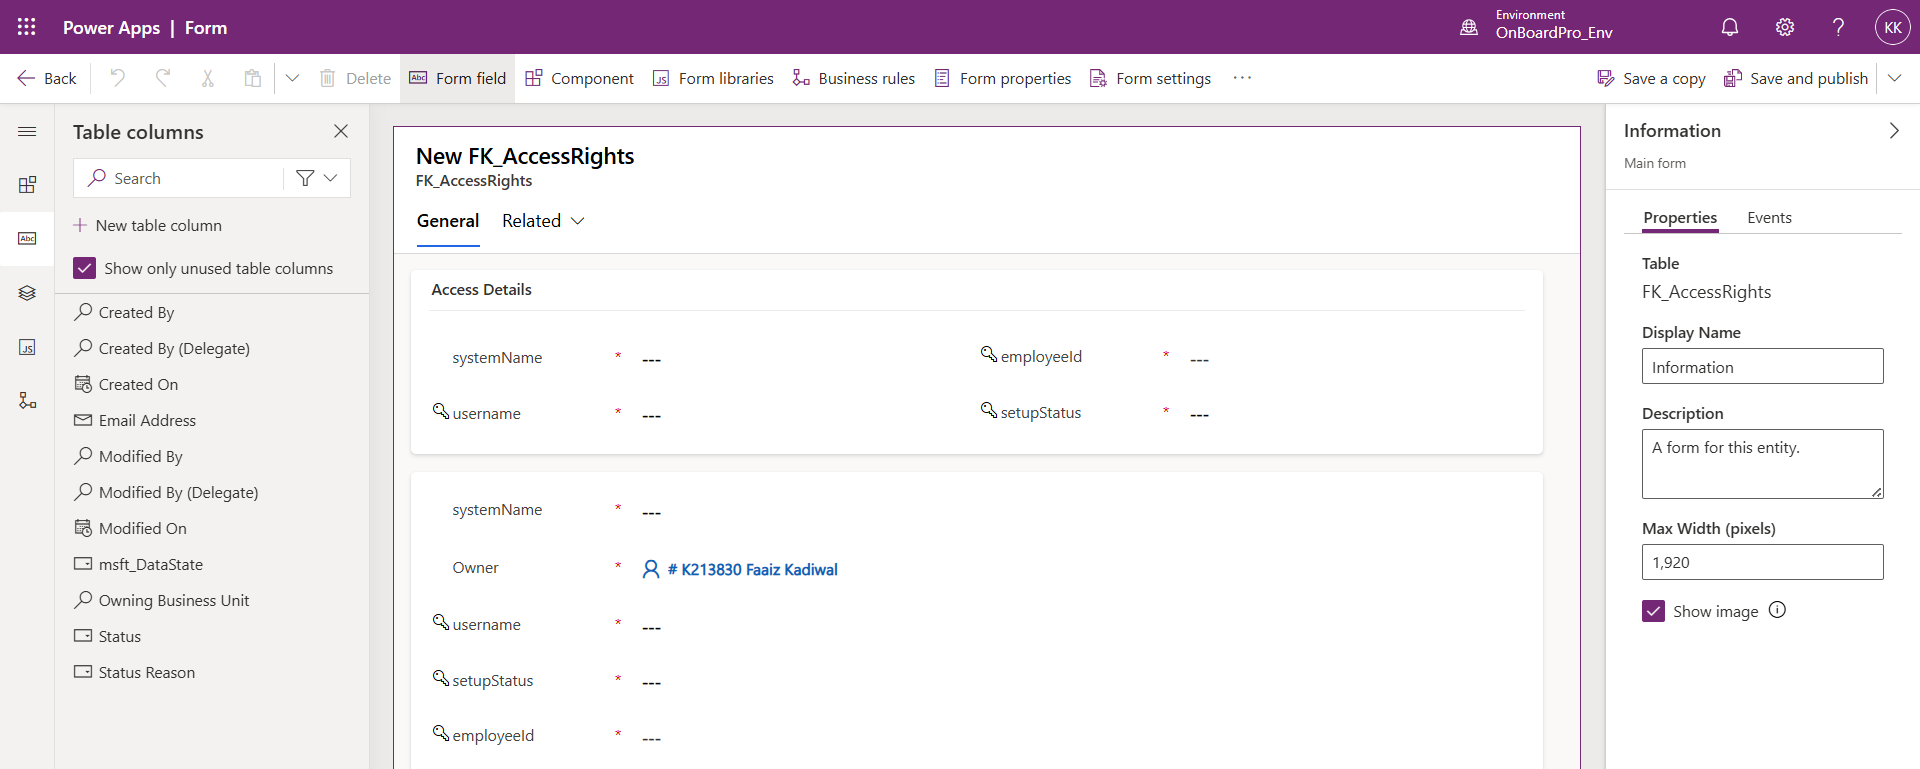 Power Apps | Form
Environment
OnBoardPro_Env
KK
Back
Delete
Abc Form field
Component
JS Form libraries
Business rules
Form properties
Form settings
...
Save a copy
Save and publish
Table columns
Search
New table column
Show only unused table columns
Created By
Created By (Delegate)
Created On
Email Address
Modified By
Modified By (Delegate)
Modified On
msft_DataState
Owning Business Unit
Status
Status Reason
Abc
JS
New FK_AccessRights
FK_AccessRights
General
Related
Access Details
systemName * ---
employeeId * ---
username * ---
setupStatus * ---
systemName * ---
Owner * # K213830 Faaiz Kadiwal
username * ---
setupStatus * ---
employeeId * ---
Information
Main form
Properties
Events
Table
FK_AccessRights
Display Name
Information
Description
A form for this entity.
Max Width (pixels)
1,920
Show image